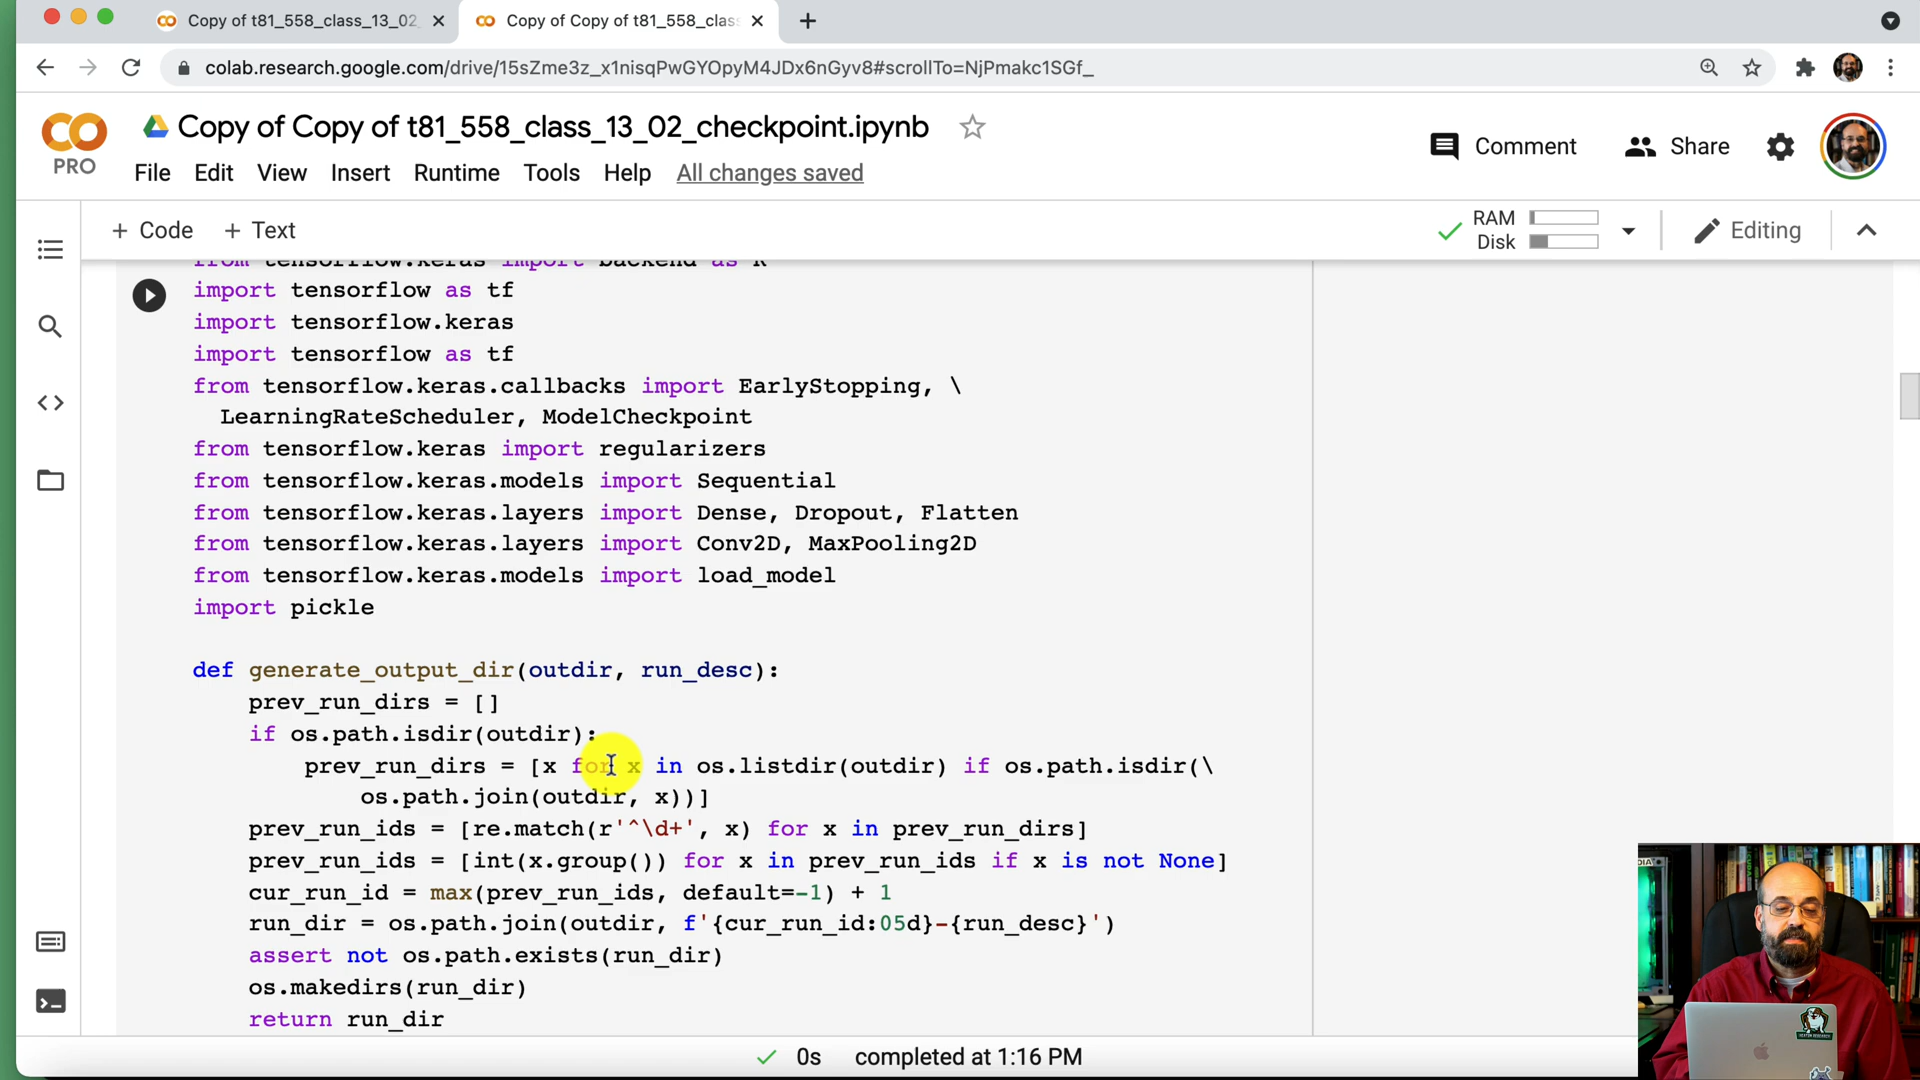 Copy of t81_558_class_13_02_
Copy of Copy of t81_558_clas
colab.research.google.com/drive/15sZme3z_x1nisqPwGYOpyM4JDx6nGyv8#scrollTo=NjPmakc1SGf_
Copy of Copy of t81_558_class_13_02_checkpoint.ipynb
PRO
File Edit View Insert Runtime Tools Help All changes saved
Comment
Share
+ Code + Text
RAM
Disk
Editing
from tensorflow.keras import backend as K
import tensorflow as tf
import tensorflow.keras
import tensorflow as tf
from tensorflow.keras.callbacks import EarlyStopping, \
LearningRateScheduler, ModelCheckpoint
from tensorflow.keras import regularizers
from tensorflow.keras.models import Sequential
from tensorflow.keras.layers import Dense, Dropout, Flatten
from tensorflow.keras.layers import Conv2D, MaxPooling2D
from tensorflow.keras.models import load_model
import pickle
def generate_output_dir(outdir, run_desc):
prev_run_dirs = []
if os.path.isdir(outdir):
prev_run_dirs = [x for x in os.listdir(outdir) if os.path.isdir(\
os.path.join(outdir, x))]
prev_run_ids = [re.match(r'^\d+', x) for x in prev_run_dirs]
prev_run_ids = [int(x.group()) for x in prev_run_ids if x is not None]
cur_run_id = max(prev_run_ids, default=-1) + 1
run_dir = os.path.join(outdir, f'{cur_run_id:05d}-{run_desc}')
assert not os.path.exists(run_dir)
os.makedirs(run_dir)
return run_dir
0s completed at 1:16 PM